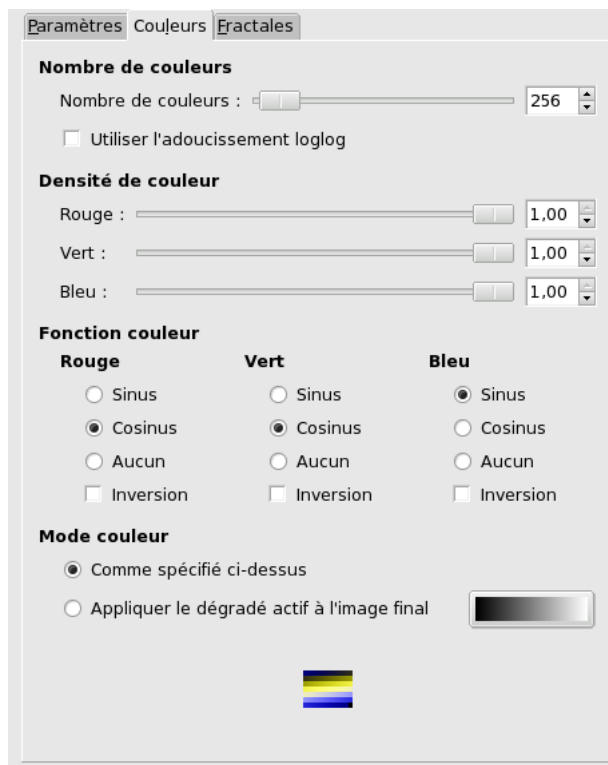 Paramètres Couleurs Fractales
Nombre de couleurs
Nombre de couleurs : 256
Utiliser l'adoucissement loglog
Densité de couleur
Rouge : 1,00
Vert : 1,00
Bleu : 1,00
Fonction couleur
Rouge Vert Bleu
Sinus Sinus Sinus
Cosinus Cosinus Cosinus
Aucun Aucun Aucun
Inversion Inversion Inversion
Mode couleur
Comme spécifié ci-dessus
Appliquer le dégradé actif à l'image final